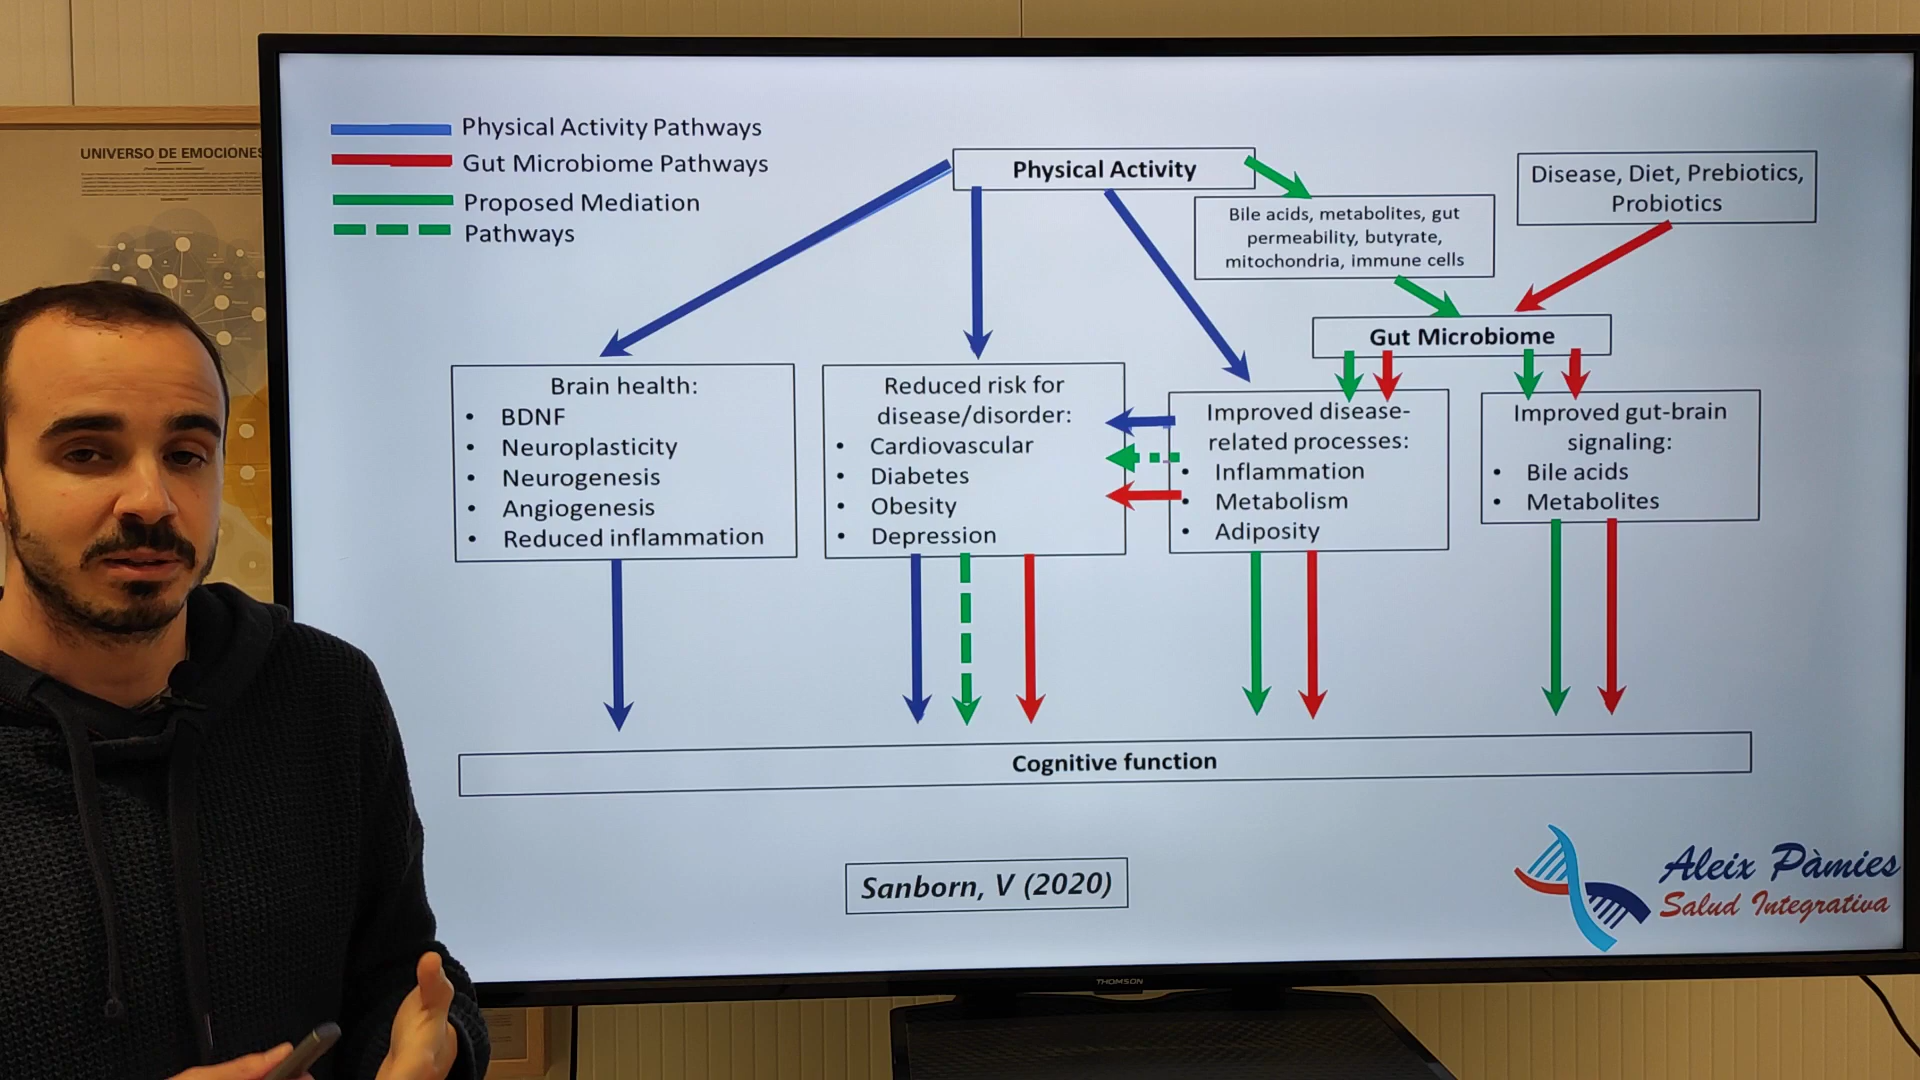 UNIVERSO DE EMOCIONES
Physical Activity Pathways
Gut Microbiome Pathways
Proposed Mediation
Pathways
Physical Activity
Bile acids, metabolites, gut
permeability, butyrate,
mitochondria, immune cells
Disease, Diet, Prebiotics,
Probiotics
Gut Microbiome
Brain health:
• BDNF
• Neuroplasticity
• Neurogenesis
• Angiogenesis
• Reduced inflammation
Reduced risk for
disease/disorder:
• Cardiovascular
• Diabetes
• Obesity
• Depression
Improved disease-
related processes:
• Inflammation
• Metabolism
• Adiposity
Improved gut-brain
signaling:
• Bile acids
• Metabolites
Cognitive function
Sanborn, V (2020)
Aleix Pàmies
Salud Integrativa
THOMSON